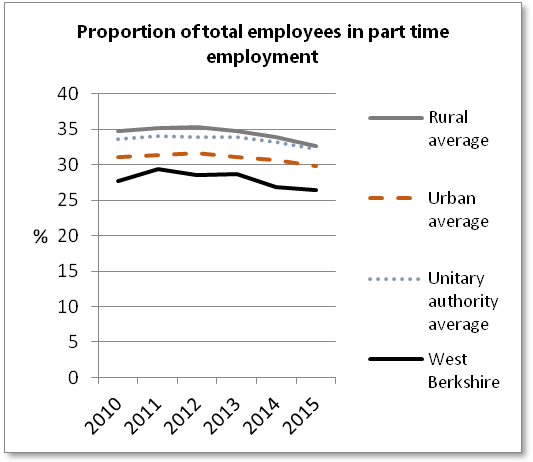 Proportion of total employees in part time
employment
40
35
30
25
20
15
10
5
0
%
2010
2011
2012
2013
2014
2015
Rural
average
Urban
average
Unitary
authority
average
West
Berkshire